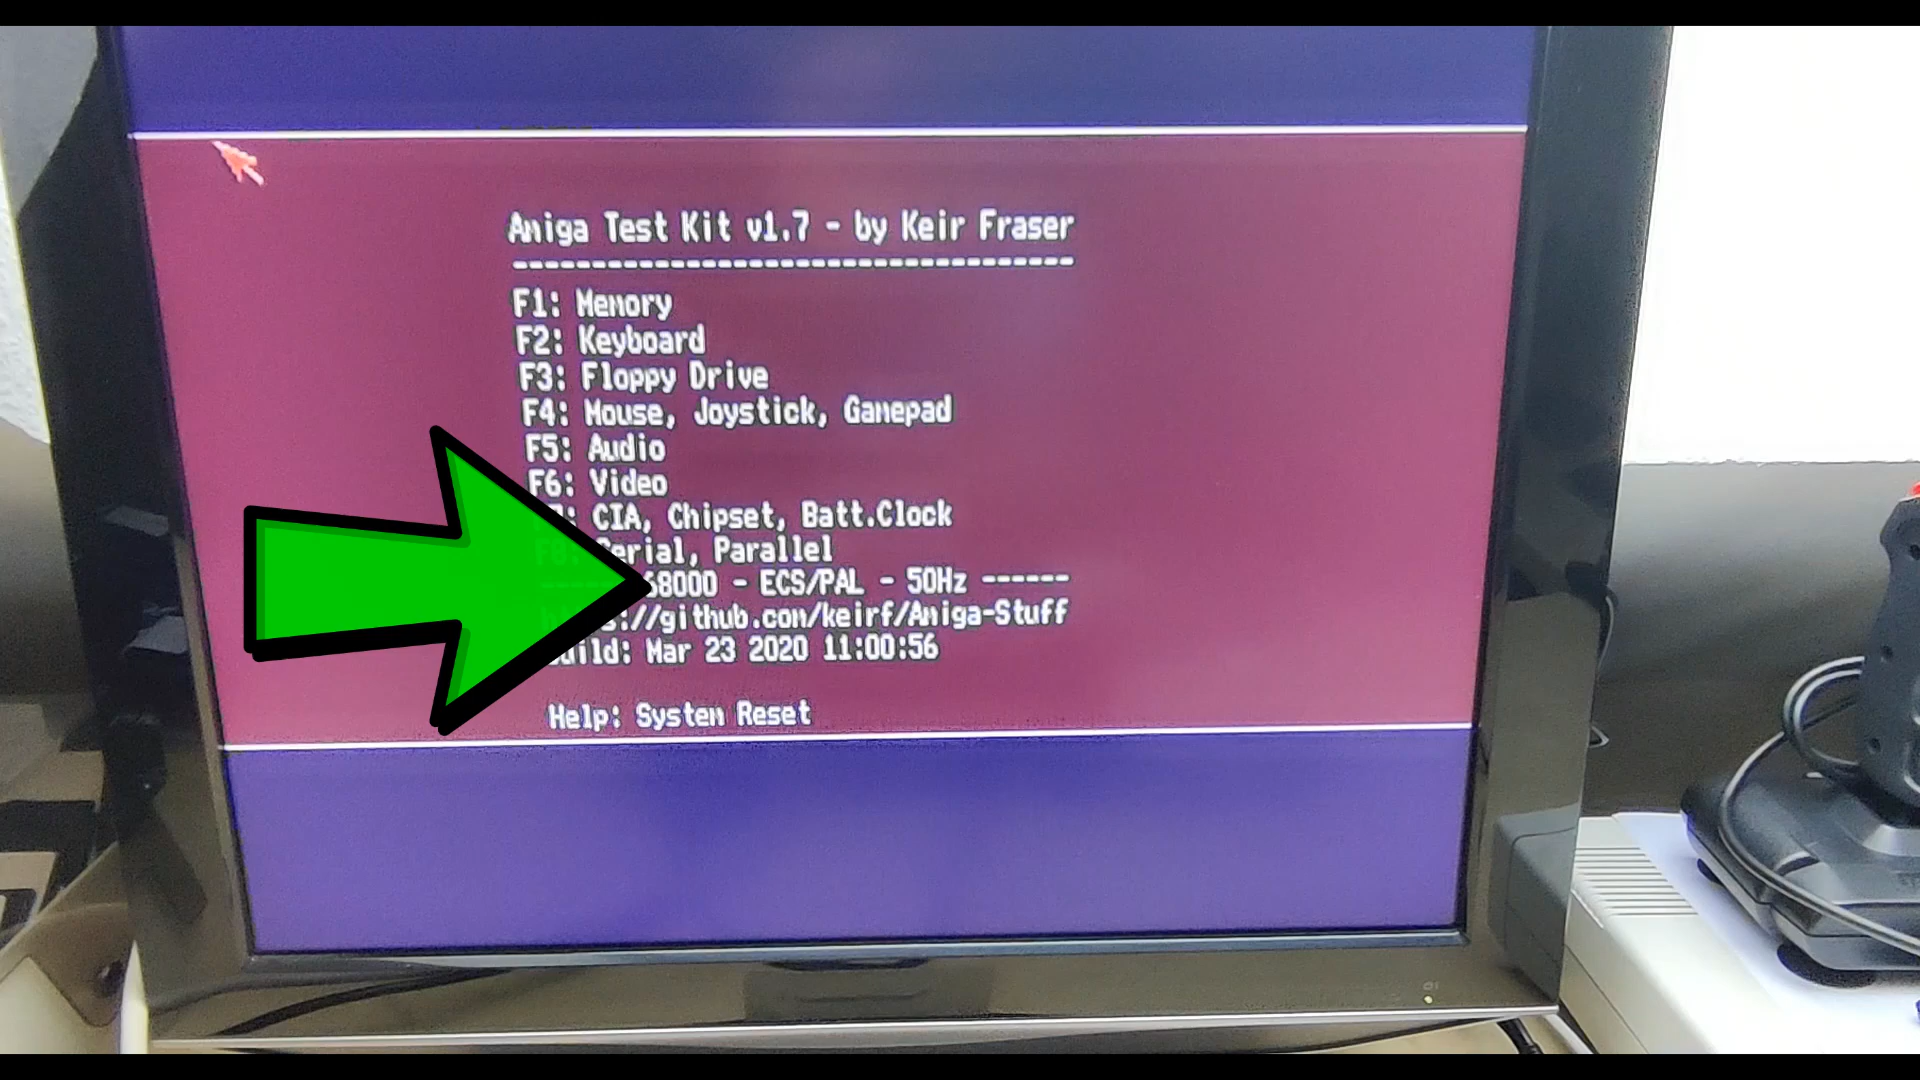 Amiga Test Kit v1.7 - by Keir Fraser
------------------------------------
F1: Memory
F2: Keyboard
F3: Floppy Drive
F4: Mouse, Joystick, Gamepad
F5: Audio
F6: Video
CIA, Chipset, Batt.Clock
Serial, Parallel
68000 - ECS/PAL - 50Hz ------
://github.com/keirf/Amiga-Stuff
Build: Mar 23 2020 11:00:56
Help: System Reset